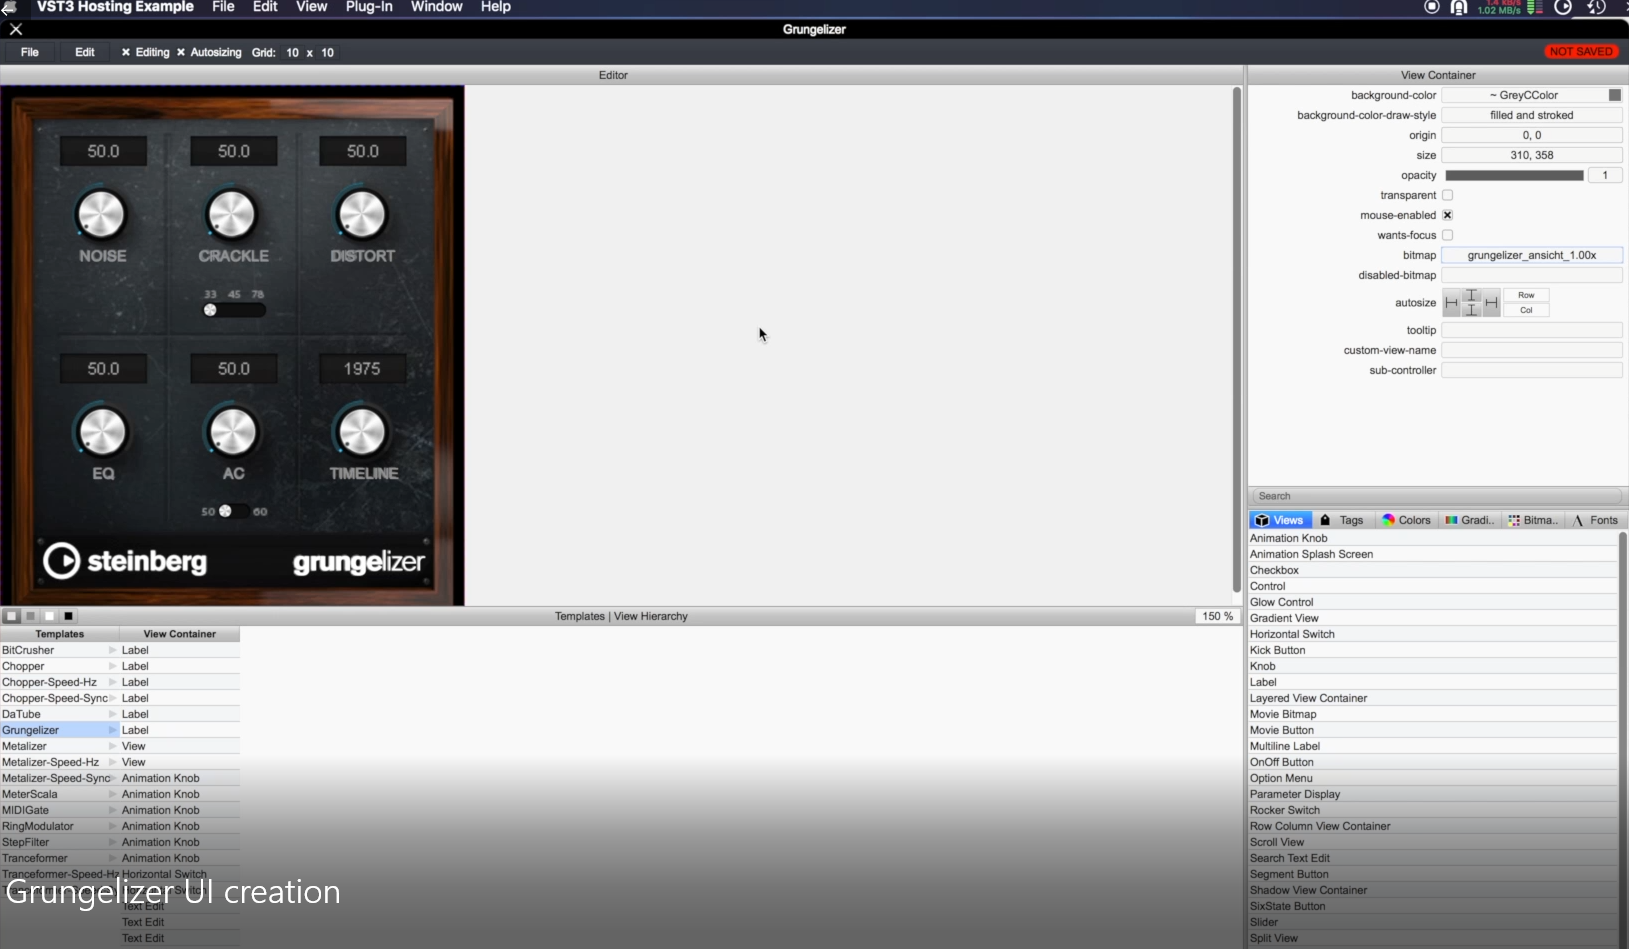 VST3 Hosting Example File Edit View Plug-In Window Help
1.4 KB/s
1.02 MB/s
Grungelizer
File Edit Editing Autosizing Grid: 10 x 10
NOT SAVED
Editor
50.0 50.0 50.0
NOISE CRACKLE DISTORT
33 45 78
50.0 50.0 1975
EQ AC TIMELINE
50 60
steinberg grungelizer
View Container
background-color ~ GreyCColor
background-color-draw-style filled and stroked
origin 0, 0
size 310, 358
opacity 1
transparent
mouse-enabled
wants-focus
bitmap grungelizer_ansicht_1.00x
disabled-bitmap
autosize Row
Col
tooltip
custom-view-name
sub-controller
Templates | View Hierarchy 150 %
Templates View Container
BitCrusher Label
Chopper Label
Chopper-Speed-Hz Label
Chopper-Speed-Sync Label
DaTube Label
Grungelizer Label
Metalizer View
Metalizer-Speed-Hz View
Metalizer-Speed-Sync Animation Knob
MeterScala Animation Knob
MIDIGate Animation Knob
RingModulator Animation Knob
StepFilter Animation Knob
Tranceformer Animation Knob
Tranceformer-Speed-Hz Horizontal Switch
Grungelizer UI creation
Text Edit
Text Edit
Text Edit
Search
Views Tags Colors Gradi.. Bitma.. Fonts
Animation Knob
Animation Splash Screen
Checkbox
Control
Glow Control
Gradient View
Horizontal Switch
Kick Button
Knob
Label
Layered View Container
Movie Bitmap
Movie Button
Multiline Label
OnOff Button
Option Menu
Parameter Display
Rocker Switch
Row Column View Container
Scroll View
Search Text Edit
Segment Button
Shadow View Container
SixState Button
Slider
Split View